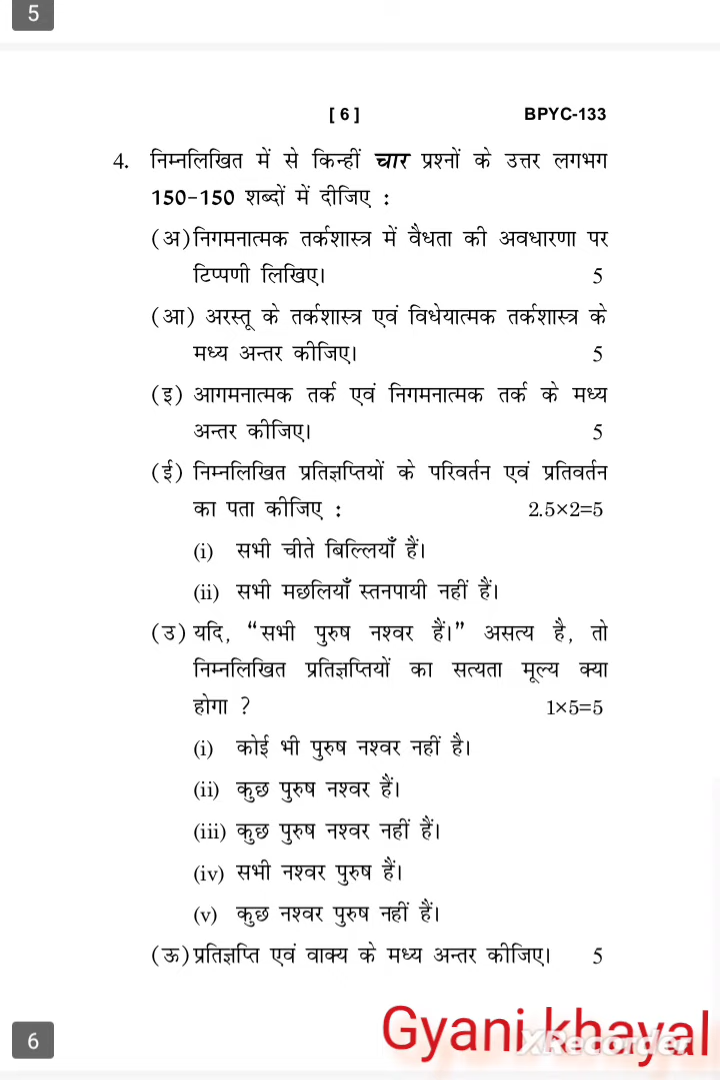 5
[ 6 ] BPYC-133
4. निम्नलिखित में से किन्हीं चार प्रश्नों के उत्तर लगभग
150-150 शब्दों में दीजिए :
(अ) निगमनात्मक तर्कशास्त्र में वैधता की अवधारणा पर
टिप्पणी लिखिए। 5
(आ) अरस्तू के तर्कशास्त्र एवं विधेयात्मक तर्कशास्त्र के
मध्य अन्तर कीजिए। 5
(इ) आगमनात्मक तर्क एवं निगमनात्मक तर्क के मध्य
अन्तर कीजिए। 5
(ई) निम्नलिखित प्रतिज्ञप्तियों के परिवर्तन एवं प्रतिवर्तन
का पता कीजिए : 2.5×2=5
(i) सभी चीते बिल्लियाँ हैं।
(ii) सभी मछलियाँ स्तनपायी नहीं हैं।
(उ) यदि, “सभी पुरुष नश्वर हैं।” असत्य है, तो
निम्नलिखित प्रतिज्ञप्तियों का सत्यता मूल्य क्या
होगा ? 1×5=5
(i) कोई भी पुरुष नश्वर नहीं है।
(ii) कुछ पुरुष नश्वर हैं।
(iii) कुछ पुरुष नश्वर नहीं हैं।
(iv) सभी नश्वर पुरुष हैं।
(v) कुछ नश्वर पुरुष नहीं हैं।
(ऊ) प्रतिज्ञप्ति एवं वाक्य के मध्य अन्तर कीजिए। 5
Gyani khayal
XRecorder
6